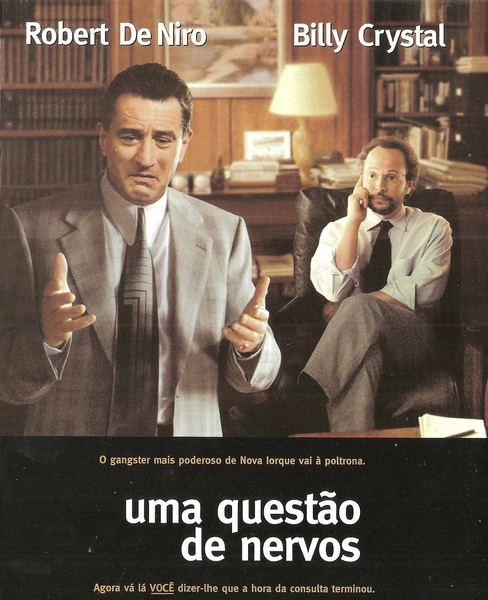 Robert De Niro Billy Crystal
O gangster mais poderoso de Nova Iorque vai à poltrona.
uma questão
de nervos
Agora vá lá VOCÊ dizer-lhe que a hora da consulta terminou.